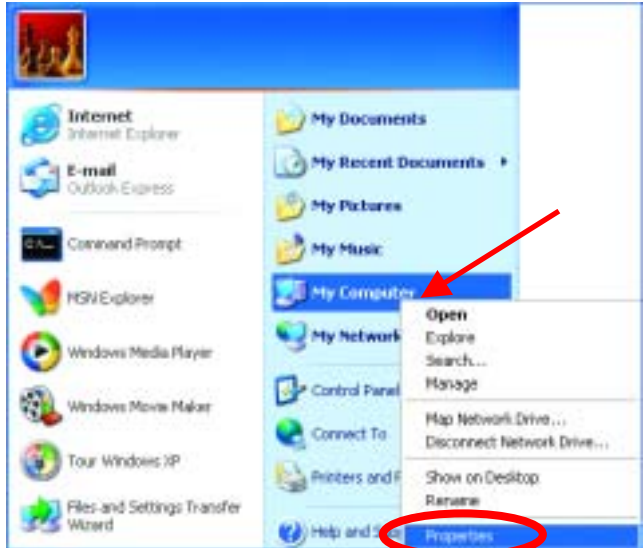 Internet
Internet Explorer
E-mail
Outlook Express
Command Prompt
MSN Explorer
Windows Media Player
Windows Movie Maker
Tour Windows XP
Files and Settings Transfer
Wizard
My Documents
My Recent Documents
My Pictures
My Music
My Computer
My Network
Control Panel
Connect To
Printers and F
Help and
Open
Explore
Search...
Manage
Map Network Drive...
Disconnect Network Drive...
Show on Desktop
Rename
Properties